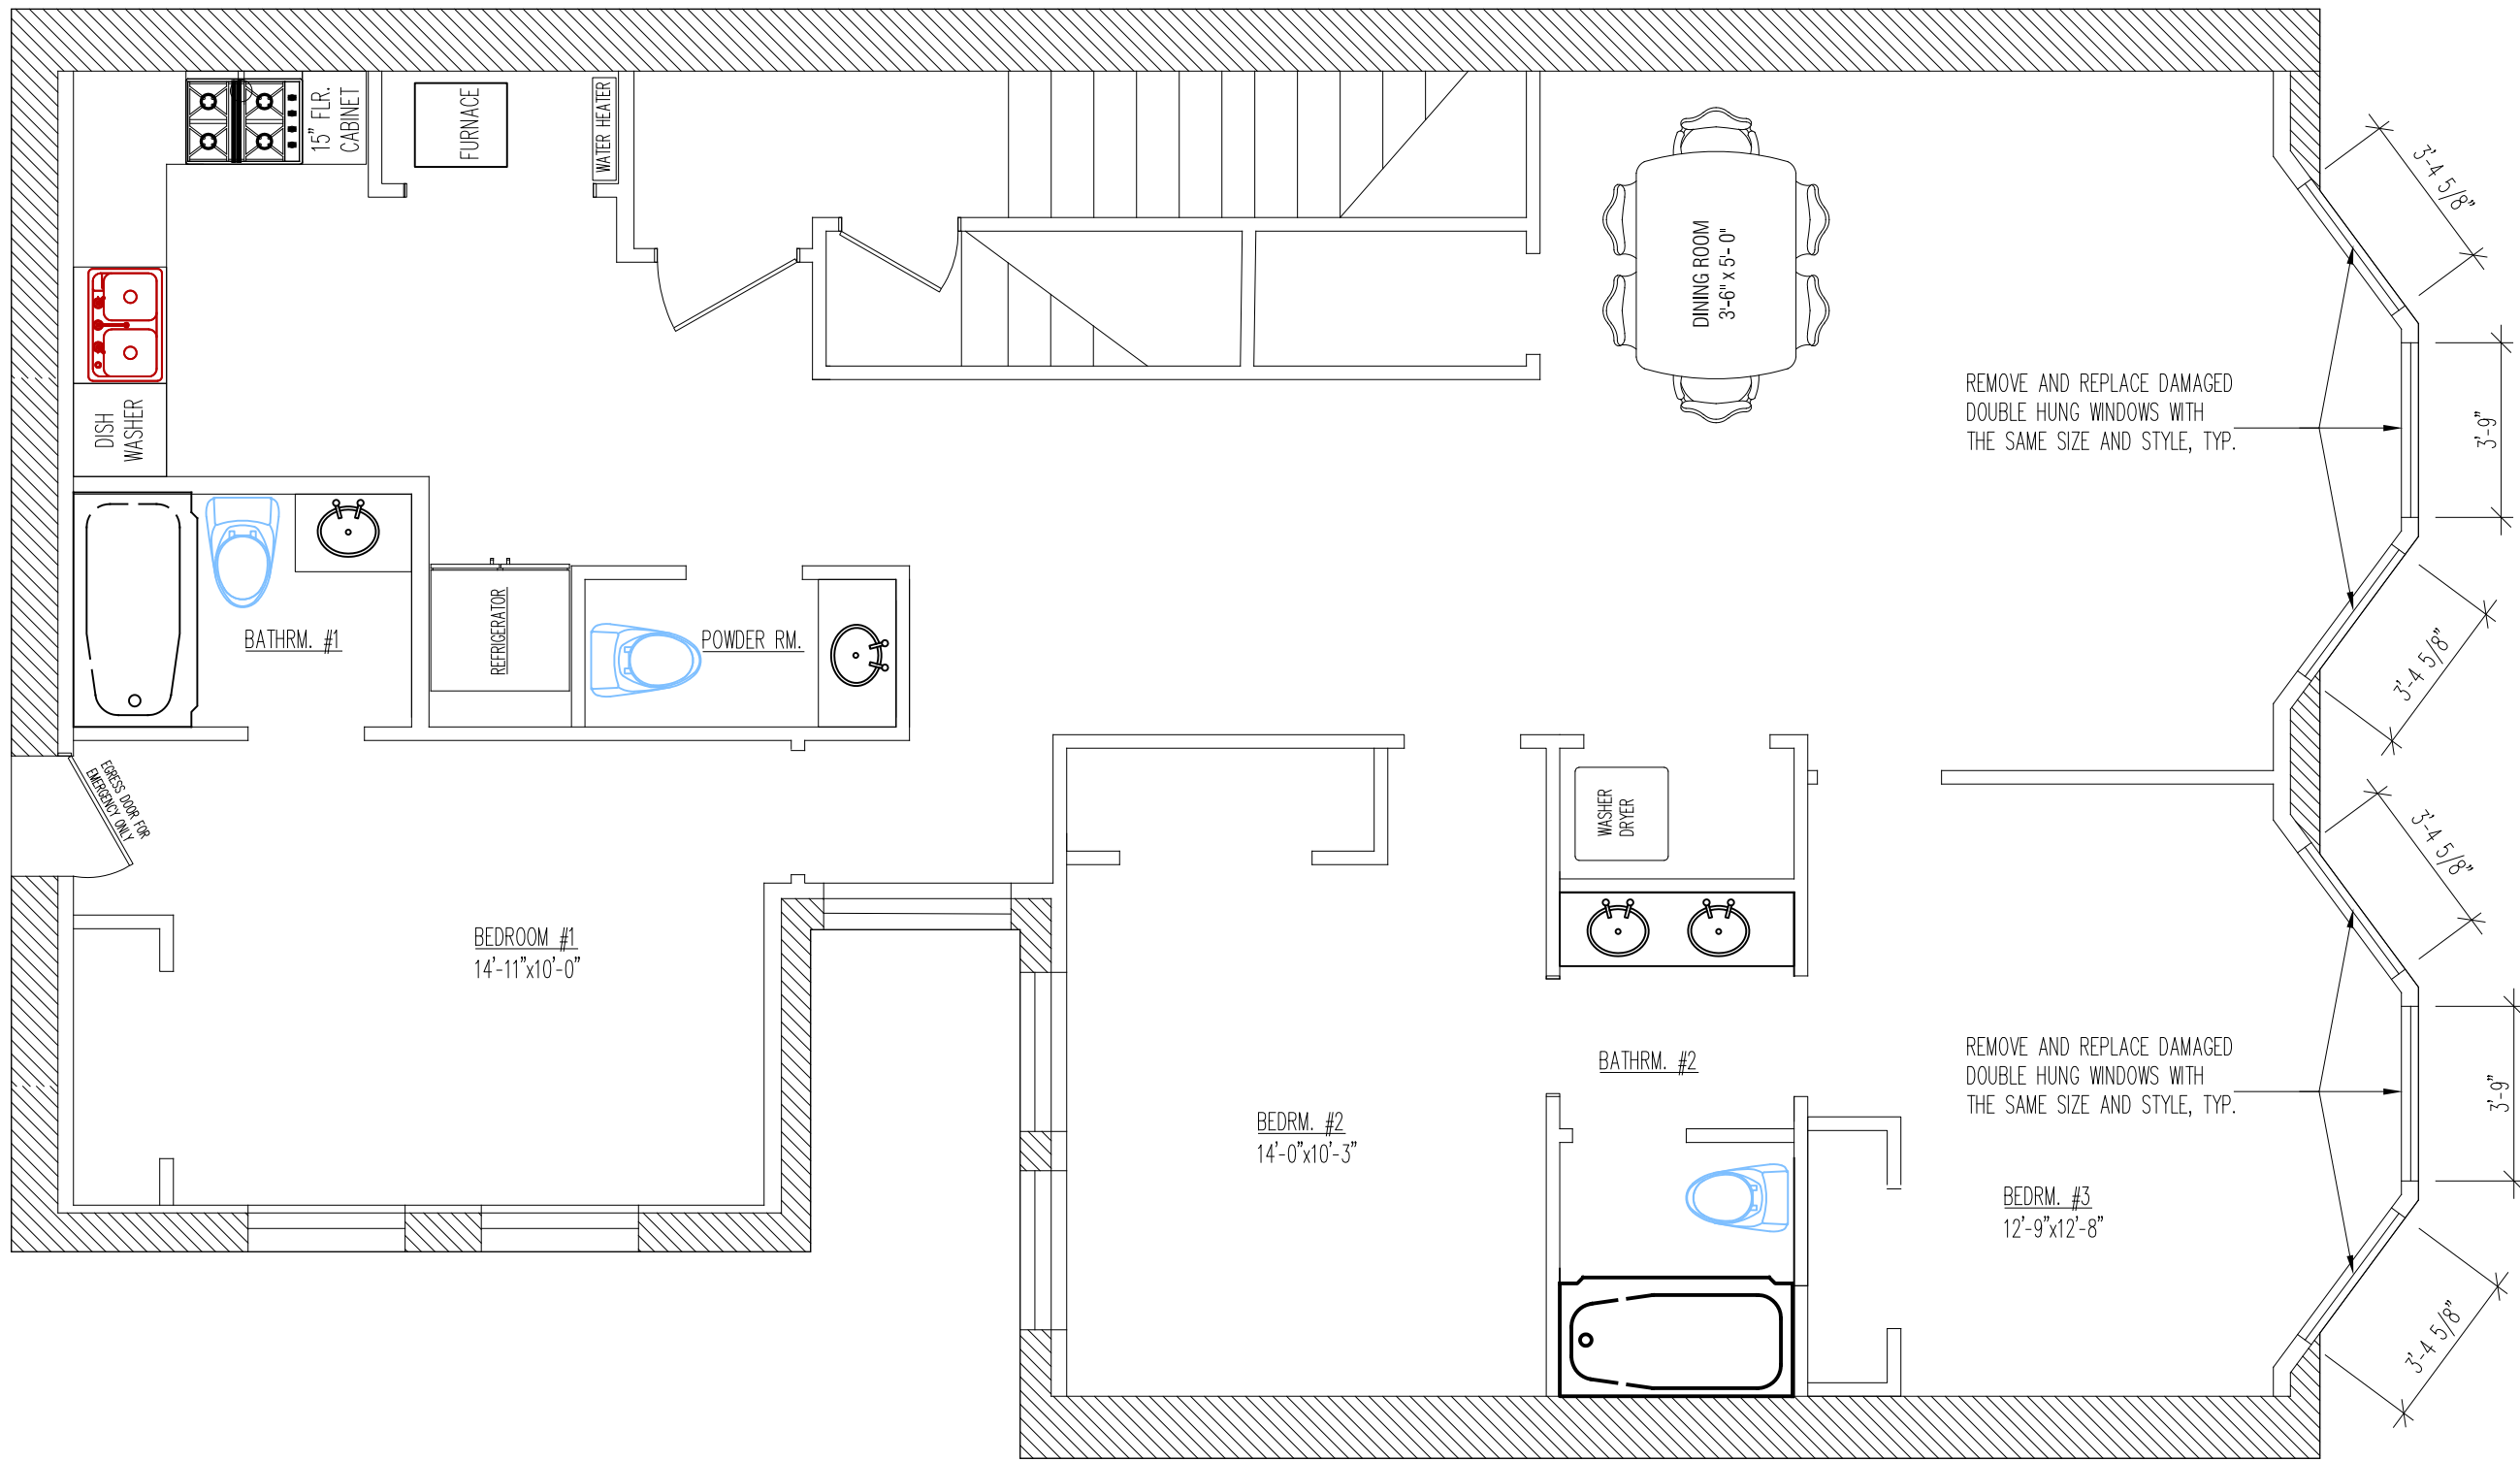 15" FLR.
CABINET
FURNACE
WATER HEATER
DISH
WASHER
DINING ROOM
3'-6" x 5'-0"
3'-4 5/8"
REMOVE AND REPLACE DAMAGED
DOUBLE HUNG WINDOWS WITH
THE SAME SIZE AND STYLE, TYP.
3'-9"
3'-4 5/8"
BATHRM. #1
REFRIGERATOR
POWDER RM.
EGRESS DOOR FOR
EMERGENCY ONLY
WASHER
DRYER
3'-4 5/8"
BEDROOM #1
14'-11"x10'-0"
BATHRM. #2
REMOVE AND REPLACE DAMAGED
DOUBLE HUNG WINDOWS WITH
THE SAME SIZE AND STYLE, TYP.
3'-9"
BEDRM. #2
14'-0"x10'-3"
BEDRM. #3
12'-9"x12'-8"
3'-4 5/8"